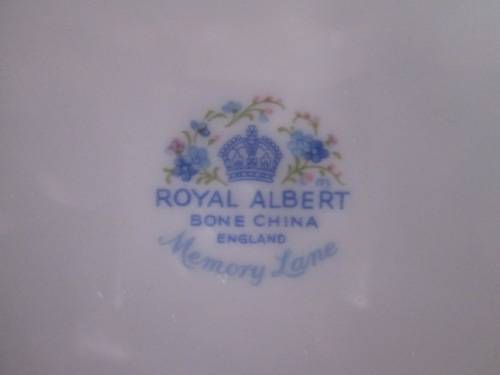 ROYAL ALBERT
BONE CHINA
ENGLAND
Memory Lane